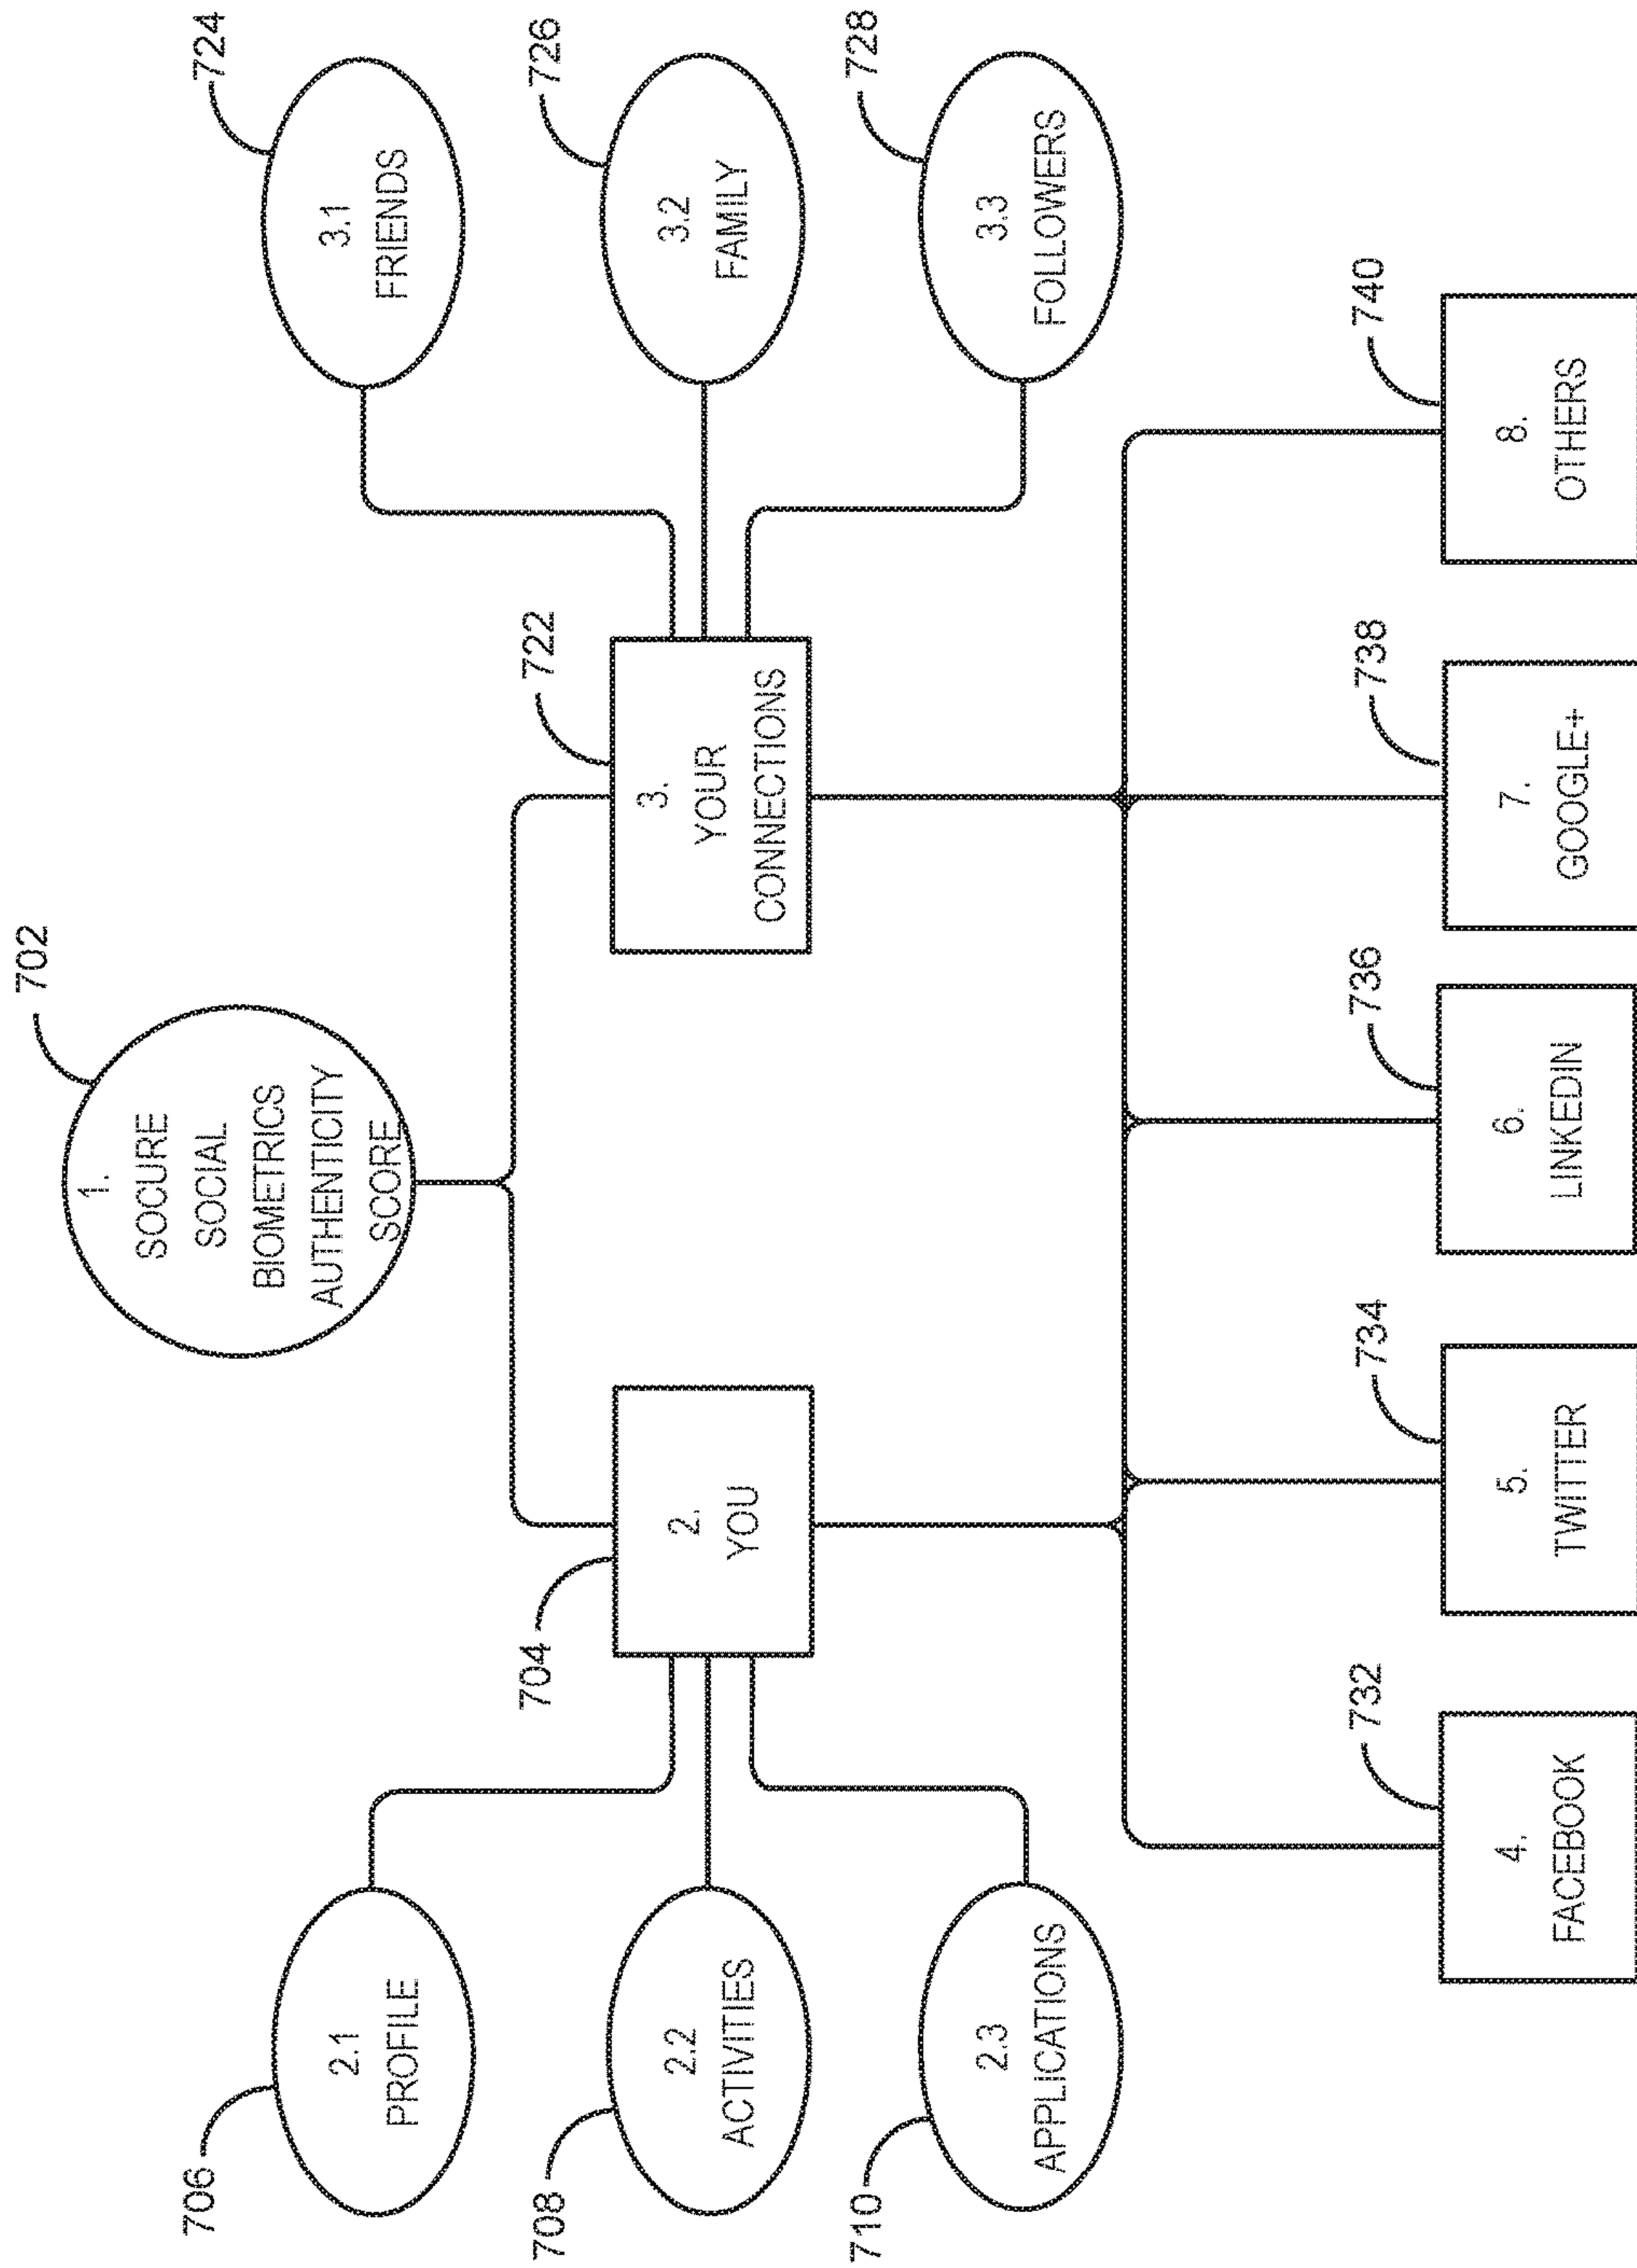 702
1.
SOCURE
SOCIAL
BIOMETRICS
AUTHENTICITY
SCORE
706
2.1
PROFILE
708
2.2
ACTIVITIES
710
2.3
APPLICATIONS
704
2.
YOU
722
3.
YOUR
CONNECTIONS
724
3.1
FRIENDS
726
3.2
FAMILY
728
3.3
FOLLOWERS
732
4.
FACEBOOK
734
5.
TWITTER
736
6.
LINKEDIN
738
7.
GOOGLE+
740
8.
OTHERS